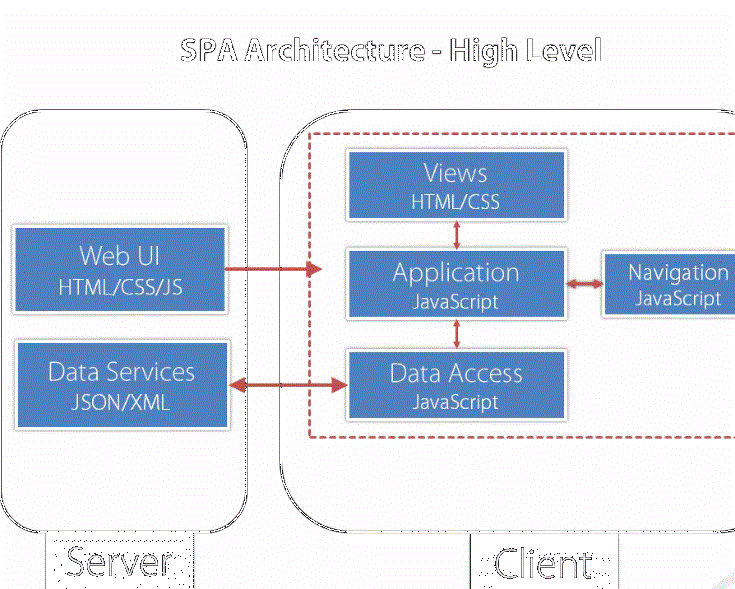 SPA Architecture - High Level
Views
HTML/CSS
Web UI
HTML/CSS/JS
Application
JavaScript
Navigation
JavaScript
Data Services
JSON/XML
Data Access
JavaScript
Server
Client